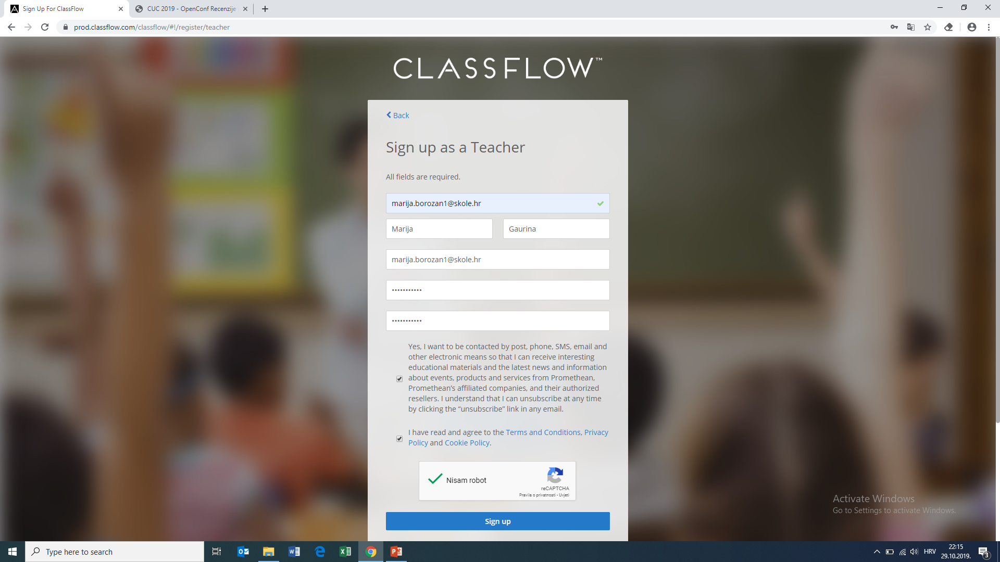 Sign Up For ClassFlow
CUC 2019 - OpenConf Recenzije
prod.classflow.com/classflow/#!/register/teacher
CLASSFLOW™
Back
Sign up as a Teacher
All fields are required.
marija.borozan1@skole.hr
Marija
Gaurina
marija.borozan1@skole.hr
•••••••••••
•••••••••••
Yes, I want to be contacted by post, phone, SMS, email and
other electronic means so that I can receive interesting
educational materials and the latest news and information
about events, products and services from Promethean,
Promethean's affiliated companies, and their authorized
resellers. I understand that I can unsubscribe at any time
by clicking the “unsubscribe” link in any email.
I have read and agree to the Terms and Conditions, Privacy
Policy and Cookie Policy.
Nisam robot
reCAPTCHA
Pravila o privatnosti - Uvjeti
Sign up
Activate Windows
Go to Settings to activate Windows.
Type here to search
HRV
22:15
29.10.2019.
3